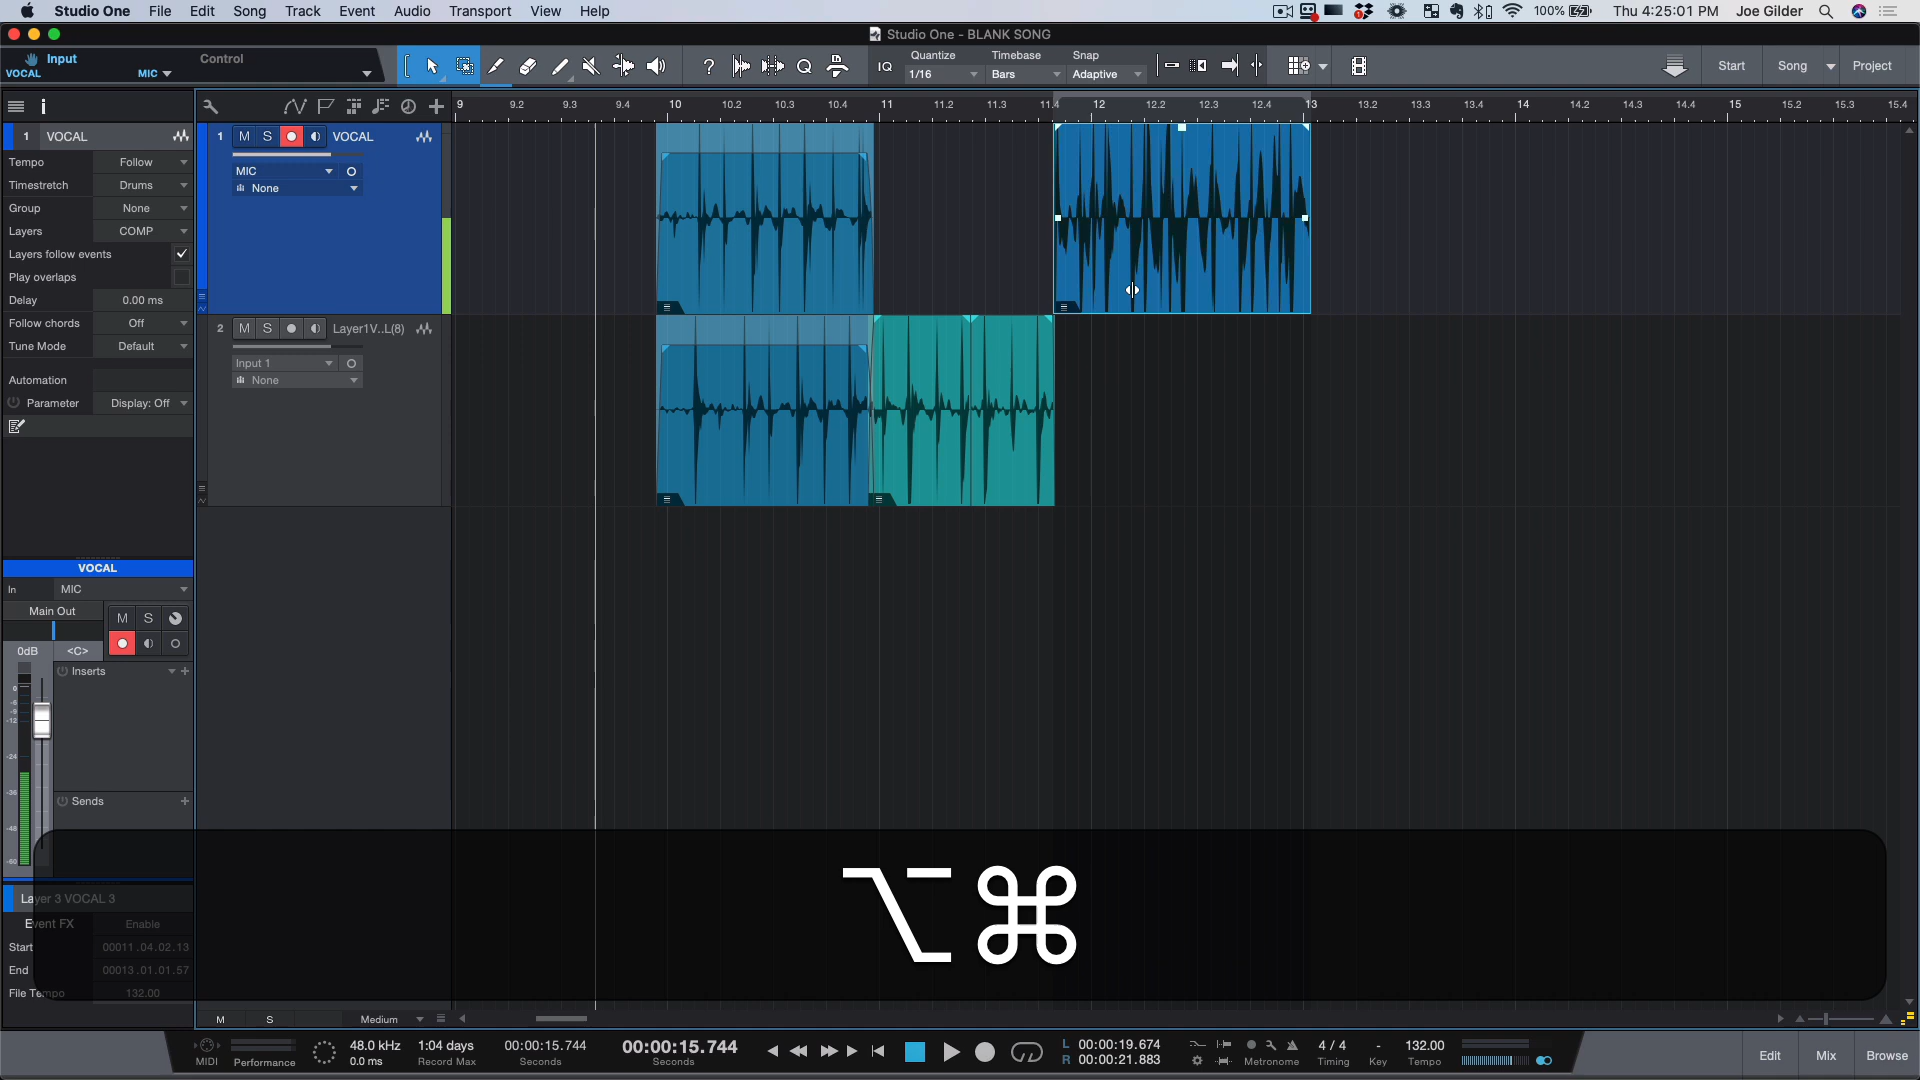 Studio One File Edit Song Track Event Audio Transport View Help
100% Thu 4:25:01 PM Joe Gilder
Studio One - BLANK SONG
Input
VOCAL MIC
Control
IQ
Quantize
1/16
Timebase
Bars
Snap
Adaptive
Start Song Project
9 9.2 9.3 9.4 10 10.2 10.3 10.4 11 11.2 11.3 11.4 12 12.2 12.3 12.4 13 13.2 13.3 13.4 14 14.2 14.3 14.4 15 15.2 15.3 15.4
1 VOCAL
Tempo Follow
Timestretch Drums
Group None
Layers COMP
Layers follow events
Play overlaps
Delay 0.00 ms
Follow chords Off
Tune Mode Default
Automation
Parameter Display: Off
1 M S VOCAL
MIC
None
2 M S Layer1V..L(8)
Input 1
None
VOCAL
In MIC
Main Out
M S
0dB <C>
Inserts
0
-6
-9
-12
-24
-36
-48
-60
Sends
Layer 3 VOCAL 3
Event FX Enable
Start 00011.04.02.13
End 00013.01.01.57
File Tempo 132.00
⌥⌘
M S Medium
MIDI
Performance
48.0 kHz
0.0 ms
1:04 days
Record Max
00:00:15.744
Seconds
00:00:15.744
Seconds
L 00:00:19.674
R 00:00:21.883
Metronome
4 / 4
Timing
-
Key
132.00
Tempo
Edit Mix Browse